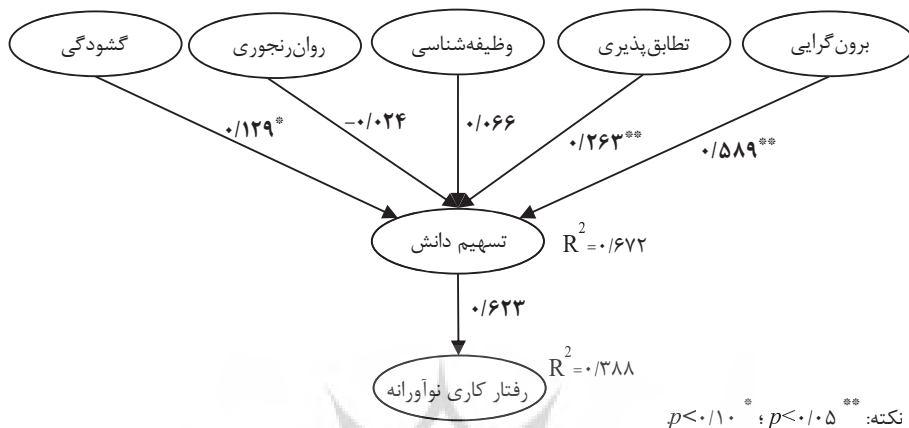 برون‌گرایی تطابق‌پذیری وظیفه‌شناسی روان‌رنجوری گشودگی
۰/۵۸۹** ۰/۲۶۳** ۰/۰۶۶ -۰/۰۲۴ ۰/۱۲۹*
تسهیم دانش R²=۰/۶۷۲
۰/۶۲۳
رفتار کاری نوآورانه R²=۰/۳۸۸
نکته: ** p<۰/۰۵ ؛ * p<۰/۱۰